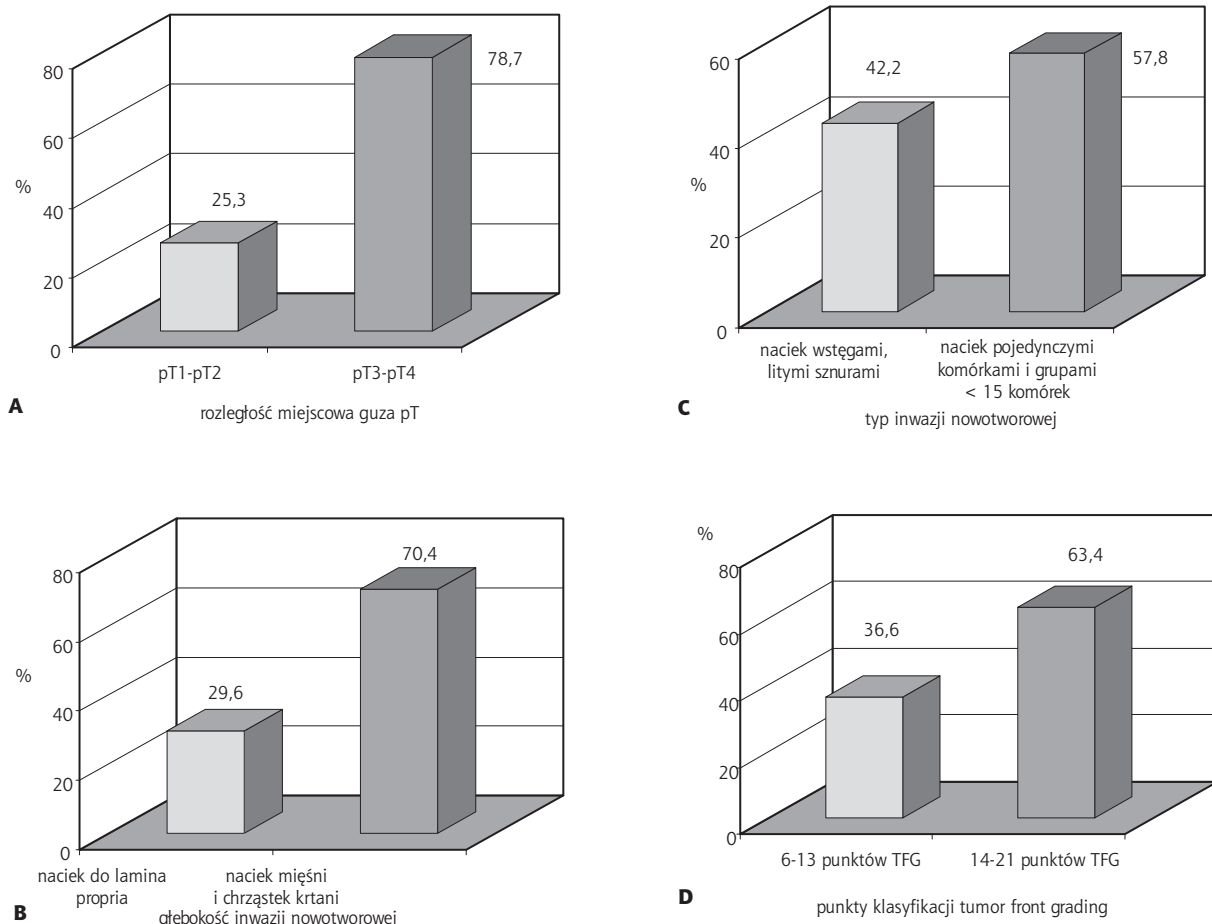 80
60
40
20
0
%
25,3
78,7
pT1-pT2
pT3-pT4
rozległość miejscowa guza pT
A
60
40
20
0
%
42,2
57,8
naciek wstęgami,
litymi sznurami
naciek pojedynczymi
komórkami i grupami
< 15 komórek
typ inwazji nowotworowej
C
80
60
40
20
0
%
29,6
70,4
naciek do lamina
propria
naciek mięśni
i chrząstek krtani
głębokość inwazji nowotworowej
B
%
80
60
40
20
0
36,6
63,4
6-13 punktów TFG
14-21 punktów TFG
punkty klasyfikacji tumor front grading
D